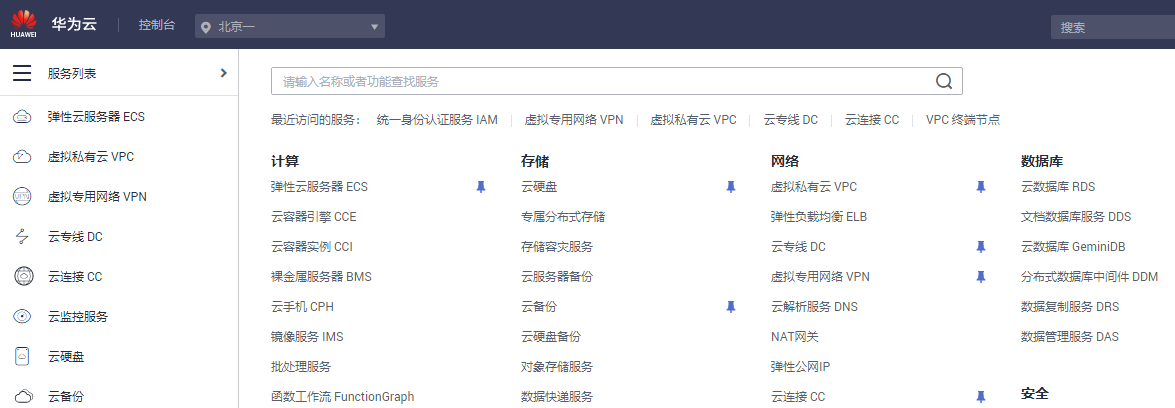 HUAWEI 华为云 控制台 北京一 搜索
服务列表
弹性云服务器 ECS
虚拟私有云 VPC
VPN 虚拟专用网络 VPN
云专线 DC
云连接 CC
云监控服务
云硬盘
云备份
请输入名称或者功能查找服务
最近访问的服务： 统一身份认证服务 IAM 虚拟专用网络 VPN 虚拟私有云 VPC 云专线 DC 云连接 CC VPC 终端节点
计算
弹性云服务器 ECS
云容器引擎 CCE
云容器实例 CCI
裸金属服务器 BMS
云手机 CPH
镜像服务 IMS
批处理服务
函数工作流 FunctionGraph
存储
云硬盘
专属分布式存储
存储容灾服务
云服务器备份
云备份
云硬盘备份
对象存储服务
数据快递服务
网络
虚拟私有云 VPC
弹性负载均衡 ELB
云专线 DC
虚拟专用网络 VPN
云解析服务 DNS
NAT网关
弹性公网IP
云连接 CC
数据库
云数据库 RDS
文档数据库服务 DDS
云数据库 GeminiDB
分布式数据库中间件 DDM
数据复制服务 DRS
数据管理服务 DAS
安全